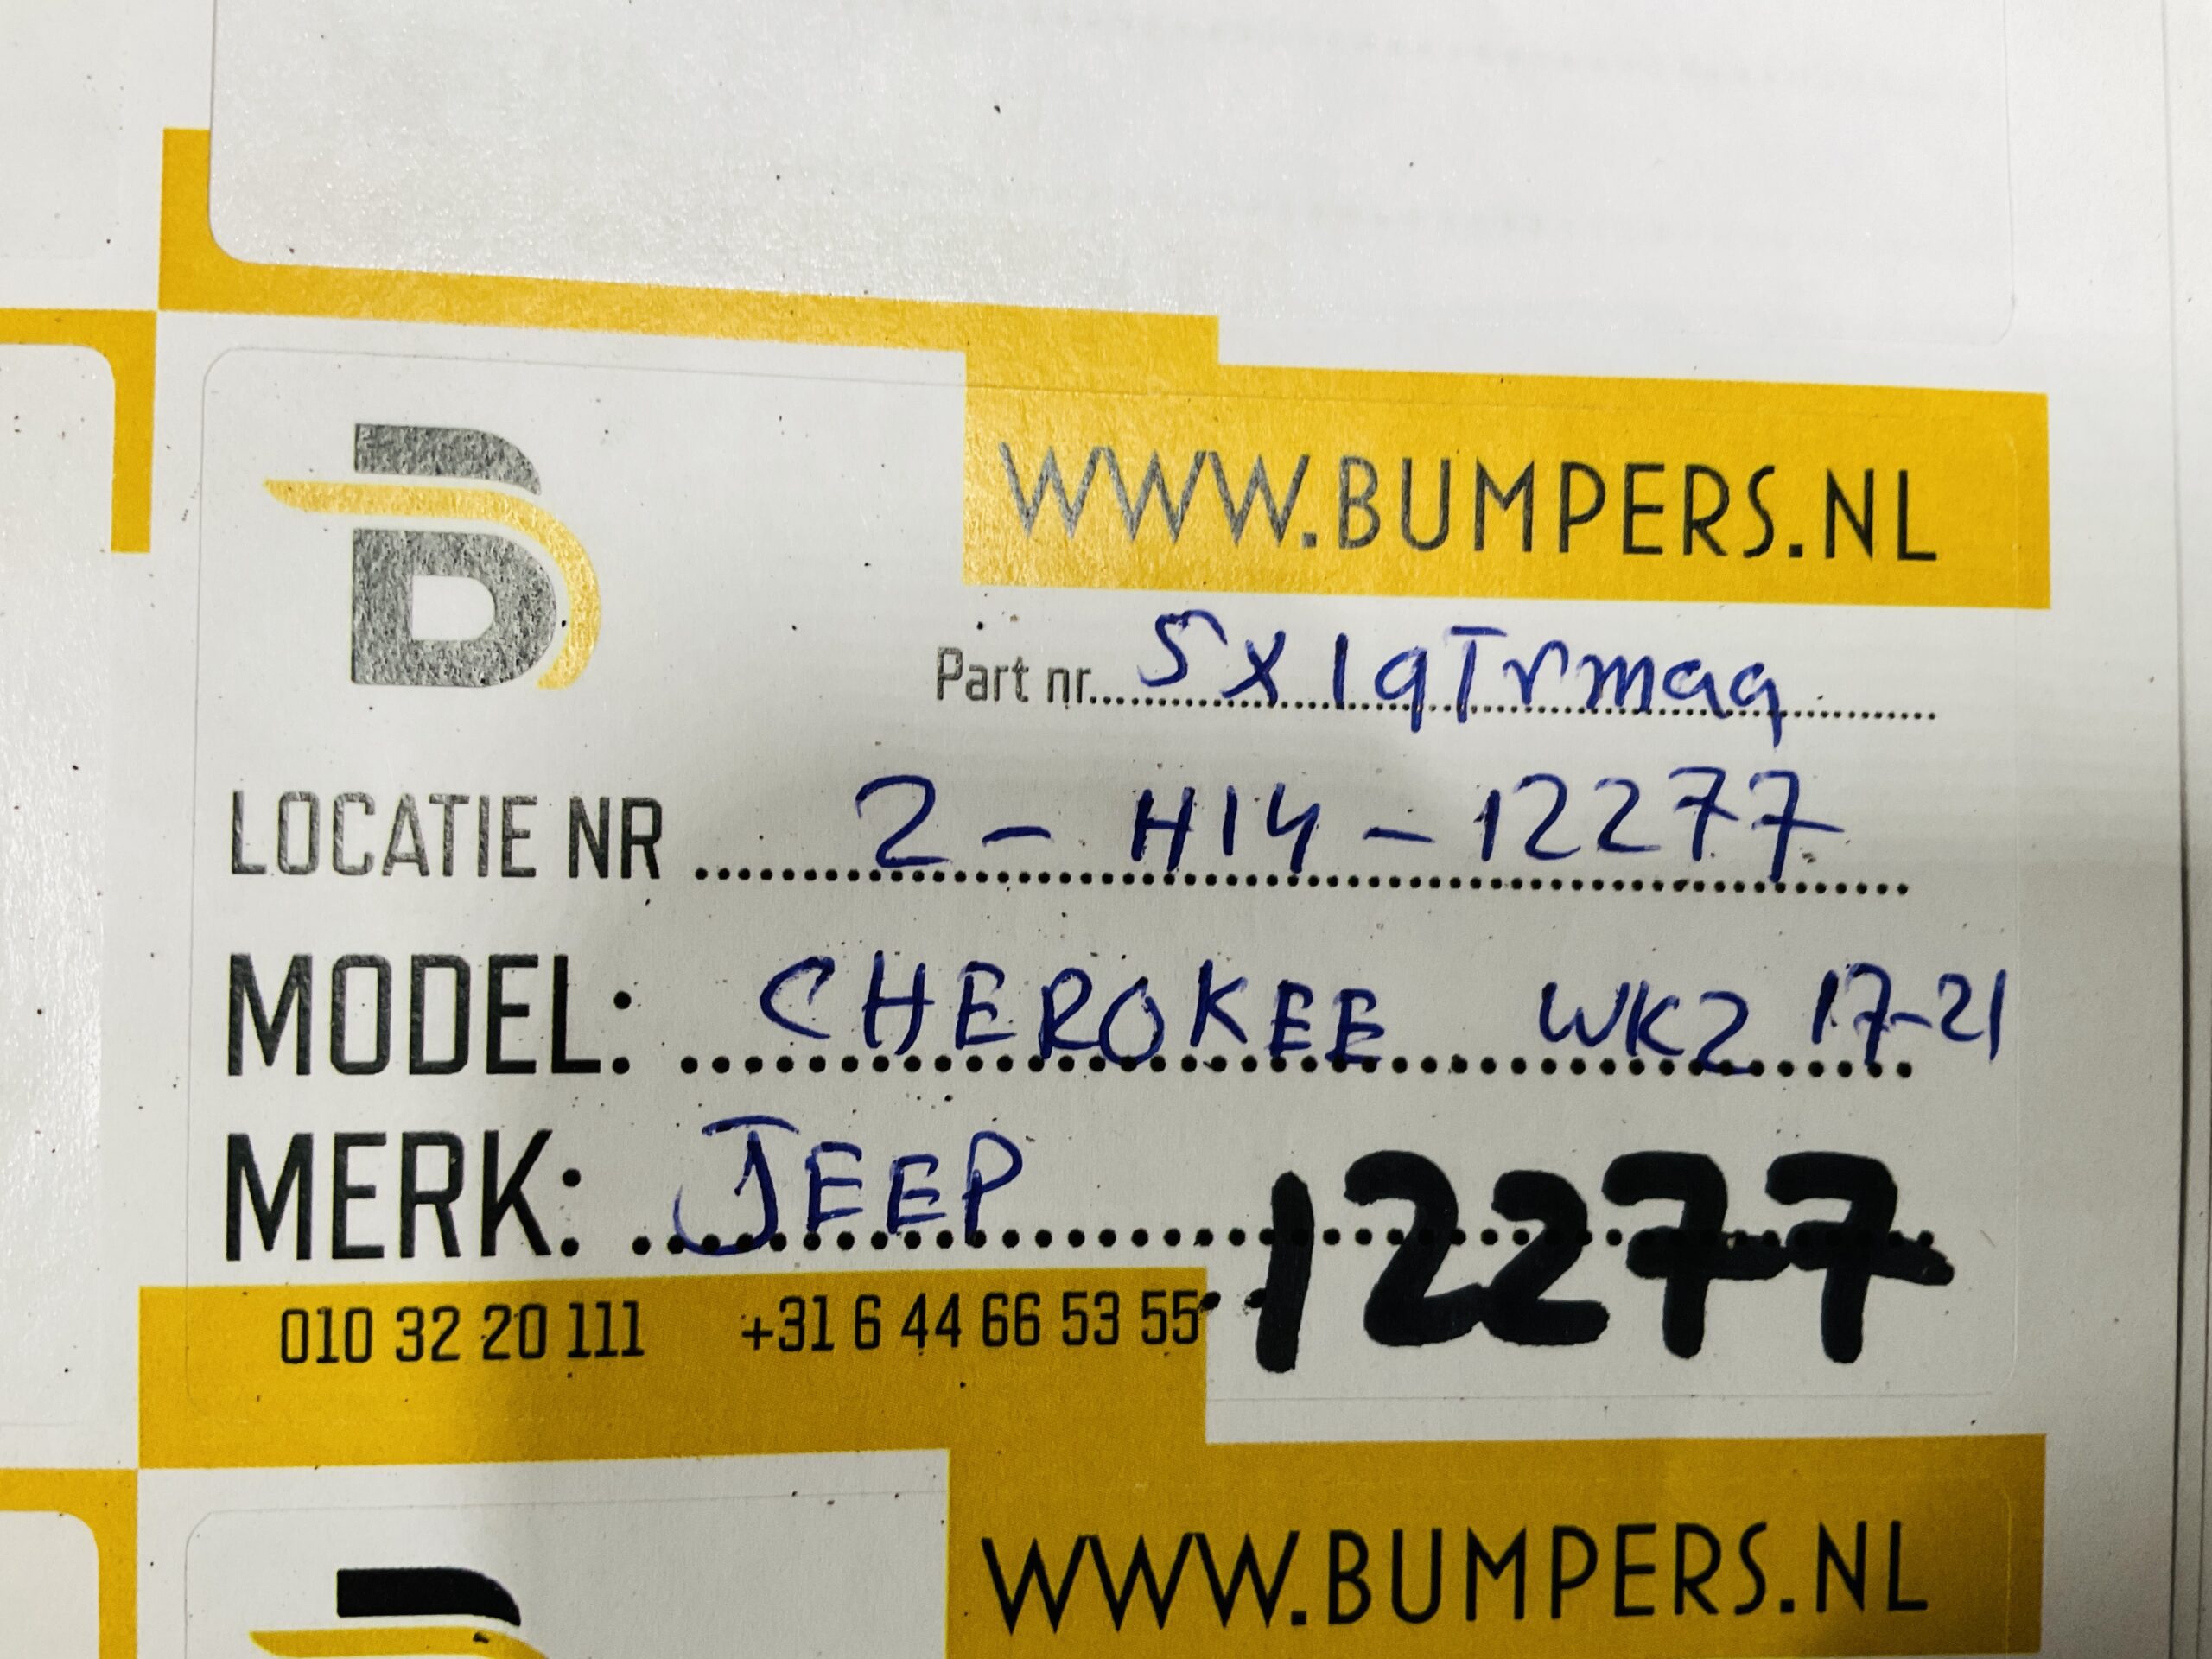 WWW.BUMPERS.NL
Part nr. 5X1qTrmaq
LOCATIE NR 2 - H14 - 12277
MODEL: CHEROKEE WK2 17-21
MERK: JEEP
12277
010 32 20 111 +31 6 44 66 53 55
WWW.BUMPERS.NL